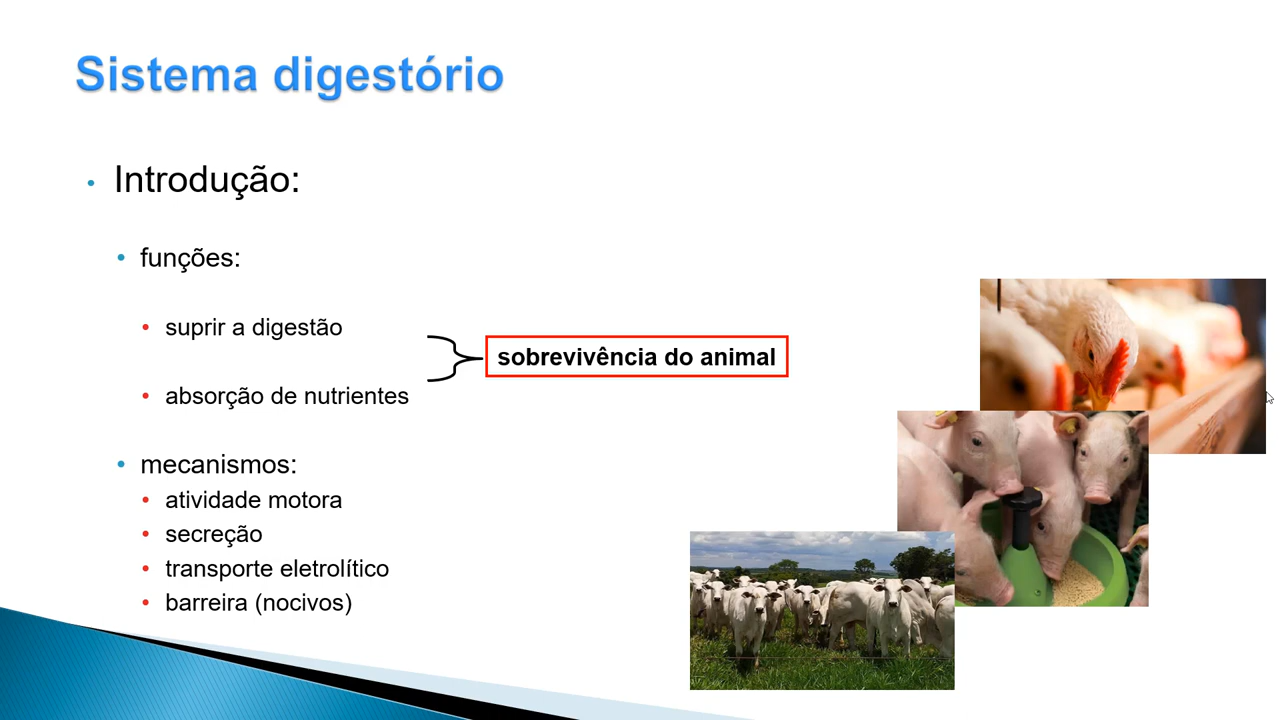 Sistema digestório
Introdução:
funções:
suprir a digestão
absorção de nutrientes
sobrevivência do animal
mecanismos:
atividade motora
secreção
transporte eletrolítico
barreira (nocivos)